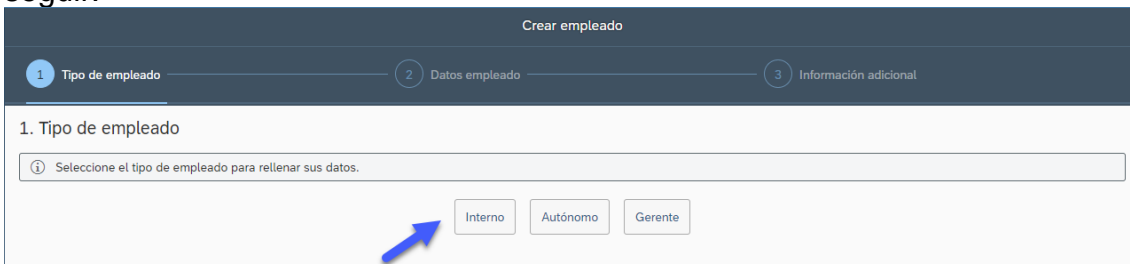 Crear empleado
1 Tipo de empleado 2 Datos empleado 3 Información adicional
1. Tipo de empleado
Seleccione el tipo de empleado para rellenar sus datos.
Interno Autónomo Gerente